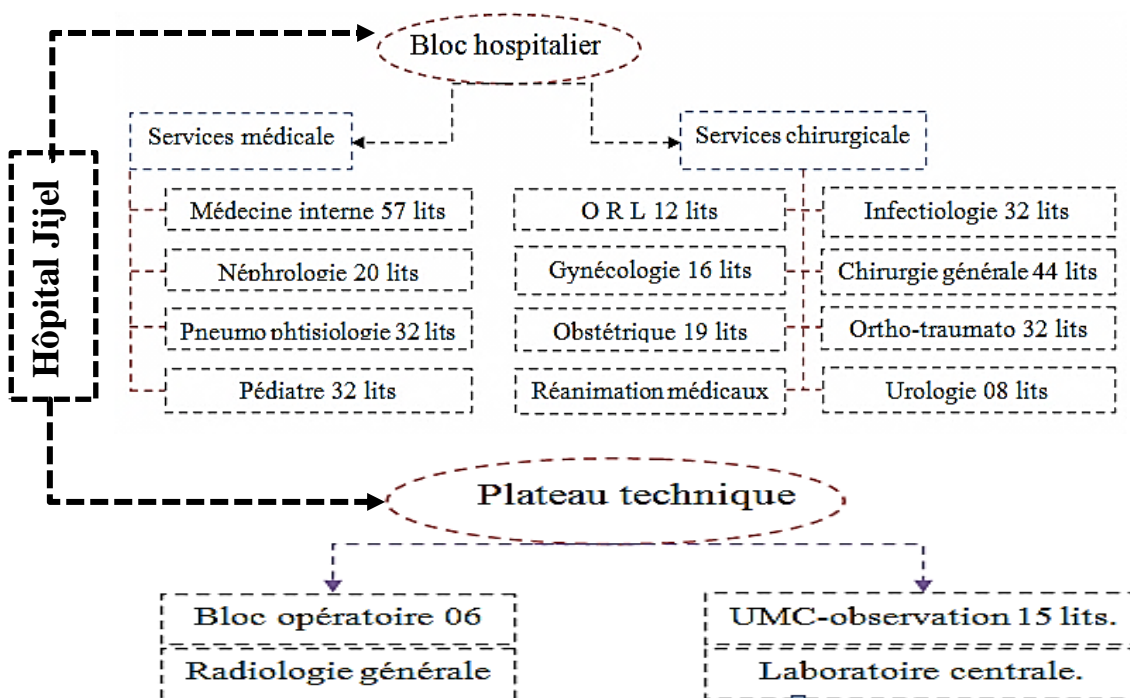 Bloc hospitalier
Services médicale
Services chirurgicale
Hôpital Jijel
Médecine interne 57 lits
O R L 12 lits
Infectiologie 32 lits
Néphrologie 20 lits
Gynécologie 16 lits
Chirurgie générale 44 lits
Pneumo phtisiologie 32 lits
Obstétrique 19 lits
Ortho-traumato 32 lits
Pédiatre 32 lits
Réanimation médicaux
Urologie 08 lits
Plateau technique
Bloc opératoire 06
UMC-observation 15 lits.
Radiologie générale
Laboratoire centrale.